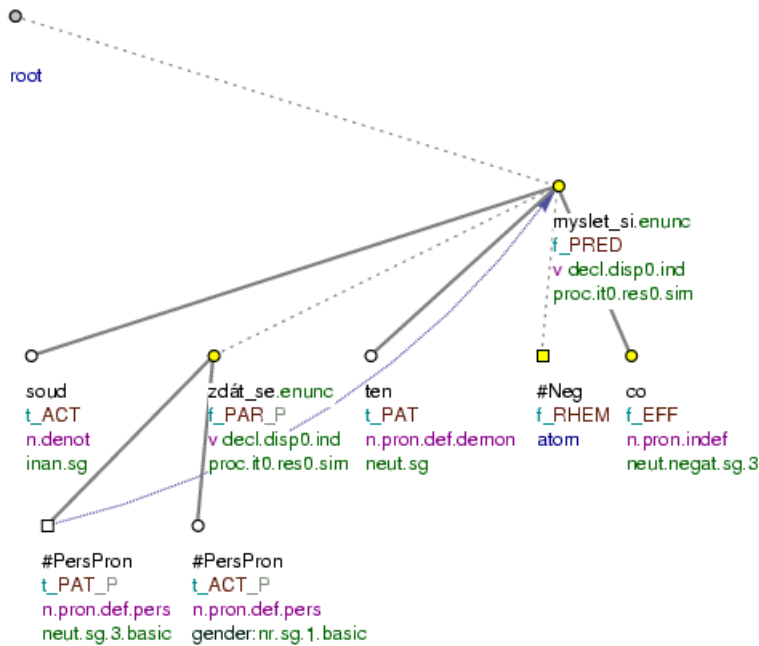 root
myslet_si.enunc
f_PRED
v decl.disp0.ind
proc.it0.res0.sim
soud
t_ACT
n.denot
inan.sg
zdát_se.enunc
f_PAR_P
v decl.disp0.ind
proc.it0.res0.sim
ten
t_PAT
n.pron.def.demon
neut.sg
#Neg
f_RHEM
atom
co
f_EFF
n.pron.indef
neut.negat.sg.3
#PersPron
t_PAT_P
n.pron.def.pers
neut.sg.3.basic
#PersPron
t_ACT_P
n.pron.def.pers
gender:nr.sg.1.basic